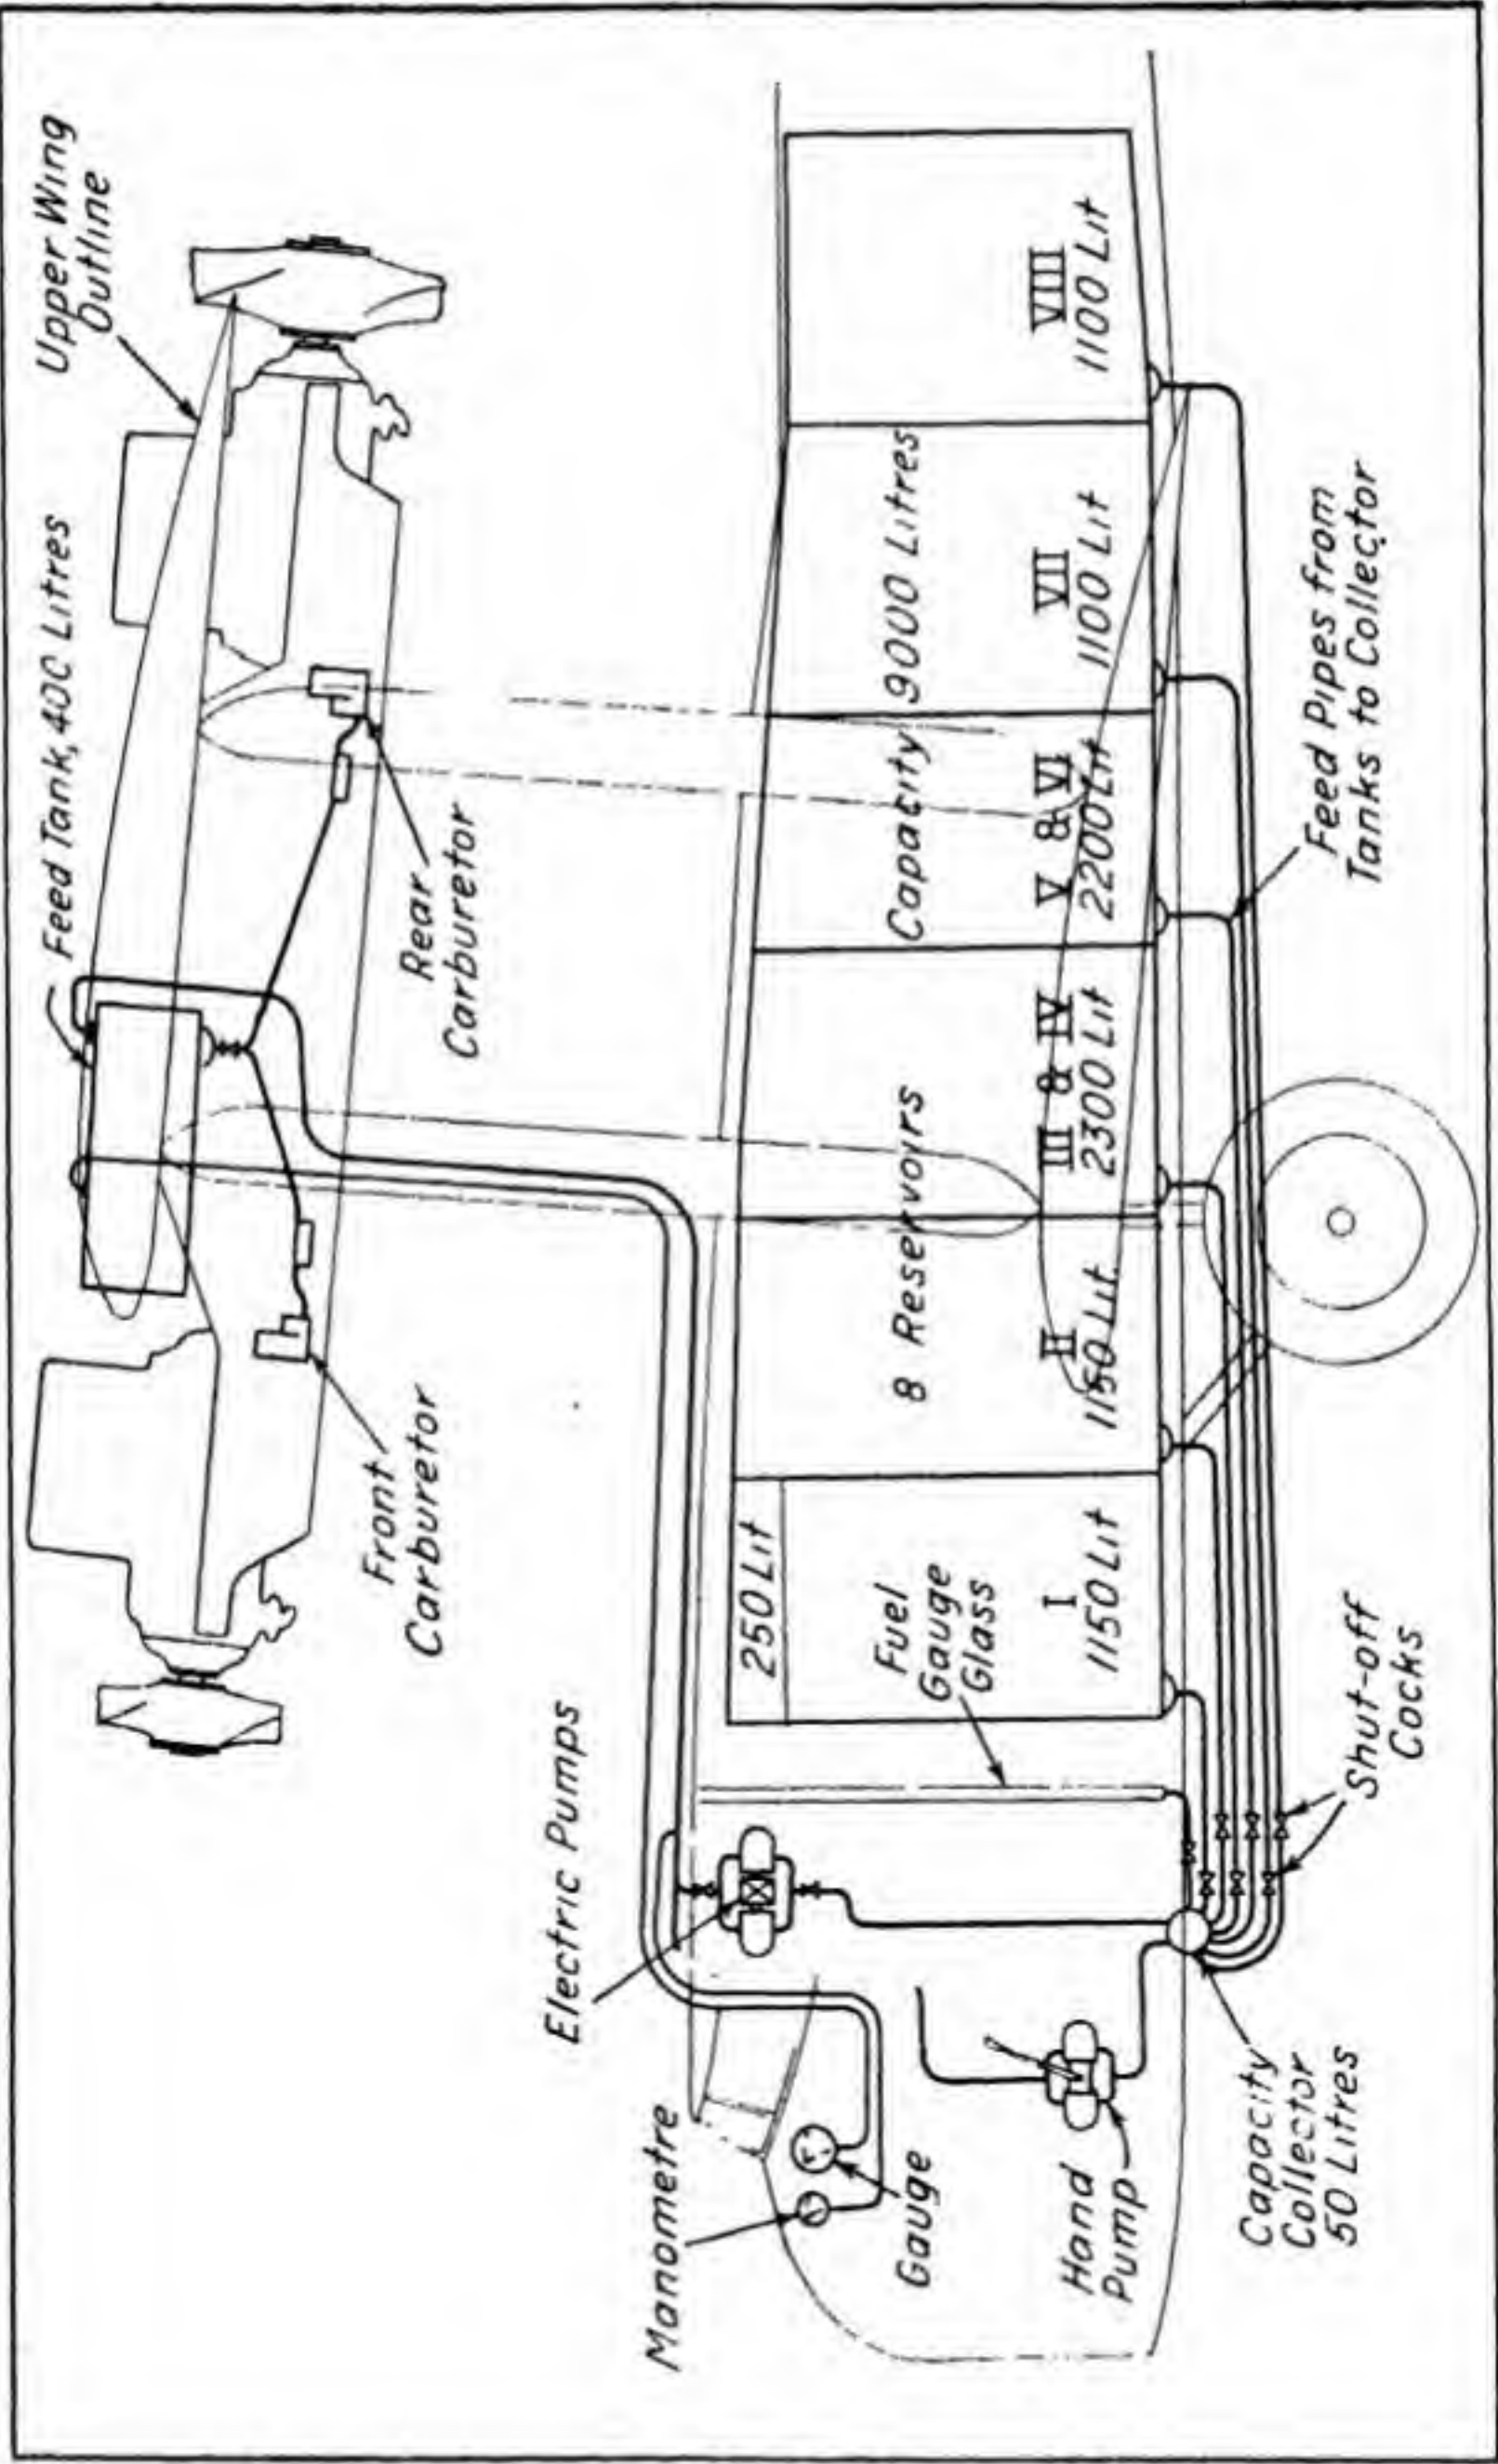 Upper Wing
Outline
Feed Tank, 400 Litres
Rear
Carburetor
Front
Carburetor
Electric Pumps
Manometre
Gauge
Hand
Pump
Capacity
Collector
50 Litres
250 Lit
Fuel
Gauge
Glass
8 Reservoirs
Capacity 9000 Litres
I
1150 Lit
II
1150 Lit.
III & IV
2300 Lit
V & VI
2200 Lit
VII
1100 Lit
VIII
1100 Lit
Feed Pipes from
Tanks to Collector
Shut-off
Cocks